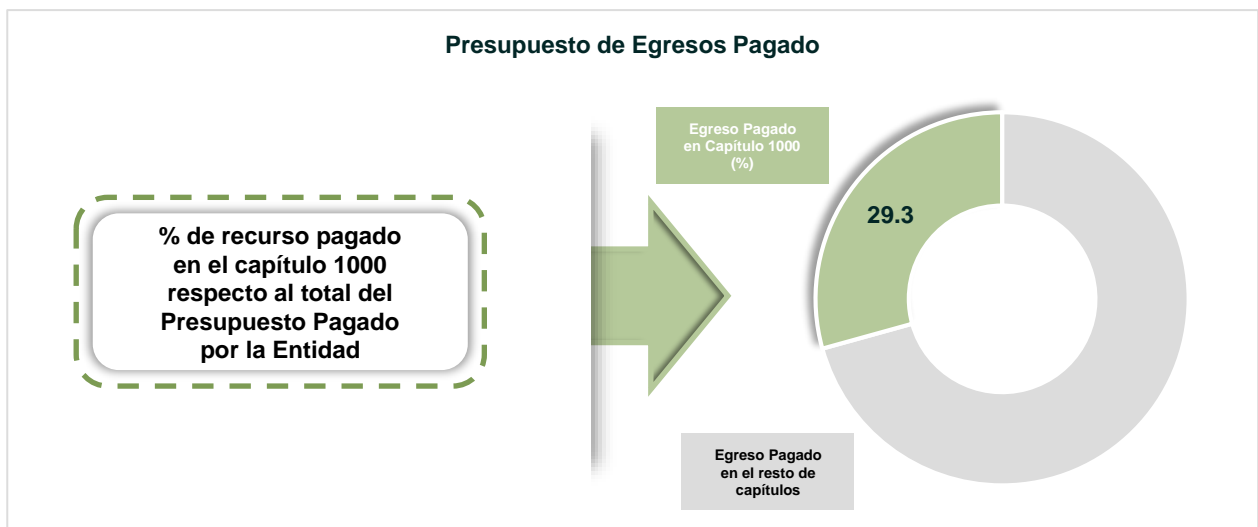 Presupuesto de Egresos Pagado
% de recurso pagado
en el capítulo 1000
respecto al total del
Presupuesto Pagado
por la Entidad
Egreso Pagado
en Capítulo 1000
(%)
29.3
Egreso Pagado
en el resto de
capítulos